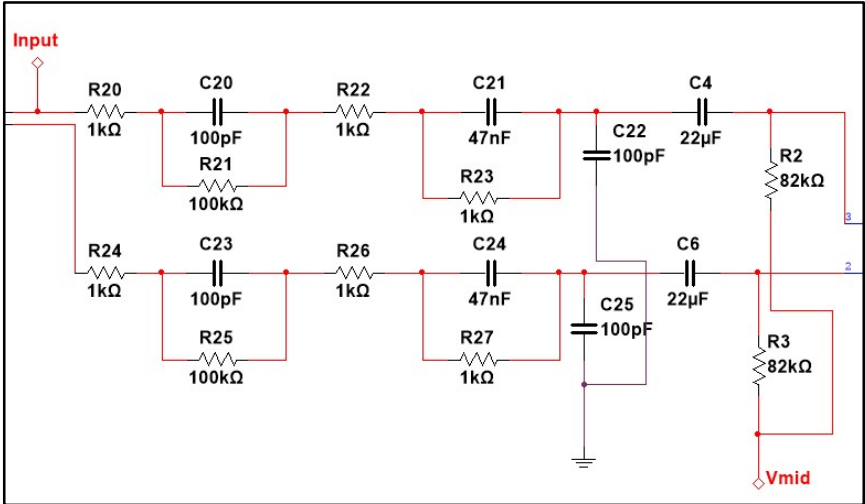 Input
R20
1kΩ
C20
100pF
R21
100kΩ
R22
1kΩ
C21
47nF
R23
1kΩ
C22
100pF
C4
22µF
R2
82kΩ
3
R24
1kΩ
C23
100pF
R25
100kΩ
R26
1kΩ
C24
47nF
R27
1kΩ
C25
100pF
C6
22µF
2
R3
82kΩ
Vmid